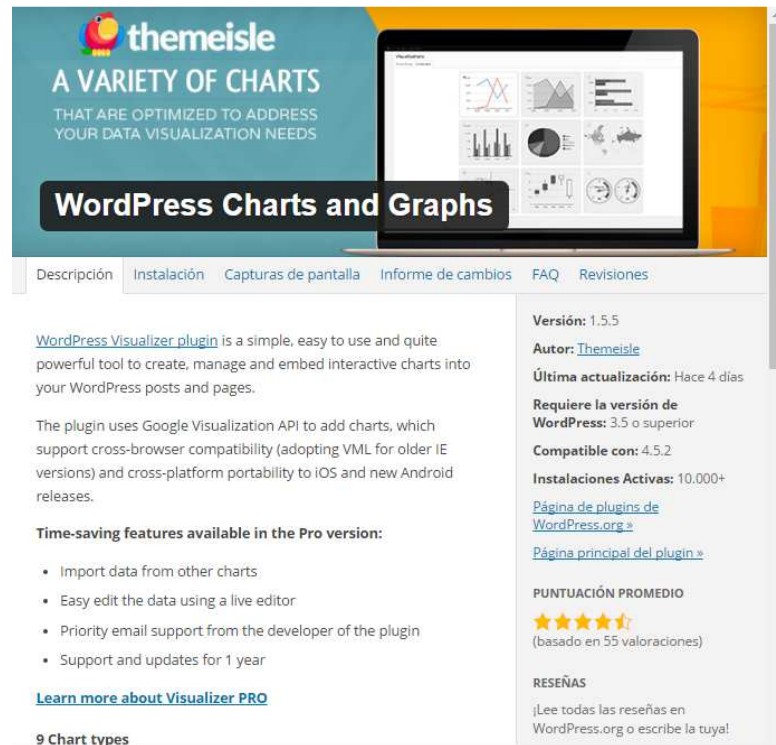 themeisle
A VARIETY OF CHARTS
THAT ARE OPTIMIZED TO ADDRESS
YOUR DATA VISUALIZATION NEEDS
WordPress Charts and Graphs
Descripción Instalación Capturas de pantalla Informe de cambios FAQ Revisiones
WordPress Visualizer plugin is a simple, easy to use and quite
powerful tool to create, manage and embed interactive charts into
your WordPress posts and pages.
The plugin uses Google Visualization API to add charts, which
support cross-browser compatibility (adopting VML for older IE
versions) and cross-platform portability to iOS and new Android
releases.
Time-saving features available in the Pro version:
• Import data from other charts
• Easy edit the data using a live editor
• Priority email support from the developer of the plugin
• Support and updates for 1 year
Learn more about Visualizer PRO
9 Chart types
Versión: 1.5.5
Autor: Themeisle
Última actualización: Hace 4 días
Requiere la versión de
WordPress: 3.5 o superior
Compatible con: 4.5.2
Instalaciones Activas: 10.000+
Página de plugins de
WordPress.org »
Página principal del plugin »
PUNTUACIÓN PROMEDIO
(basado en 55 valoraciones)
RESEÑAS
¡Lee todas las reseñas en
WordPress.org o escribe la tuya!